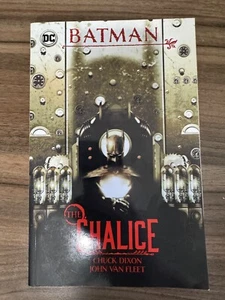 DC
BATMAN
THE
CHALICE
CHUCK DIXON
JOHN VAN FLEET